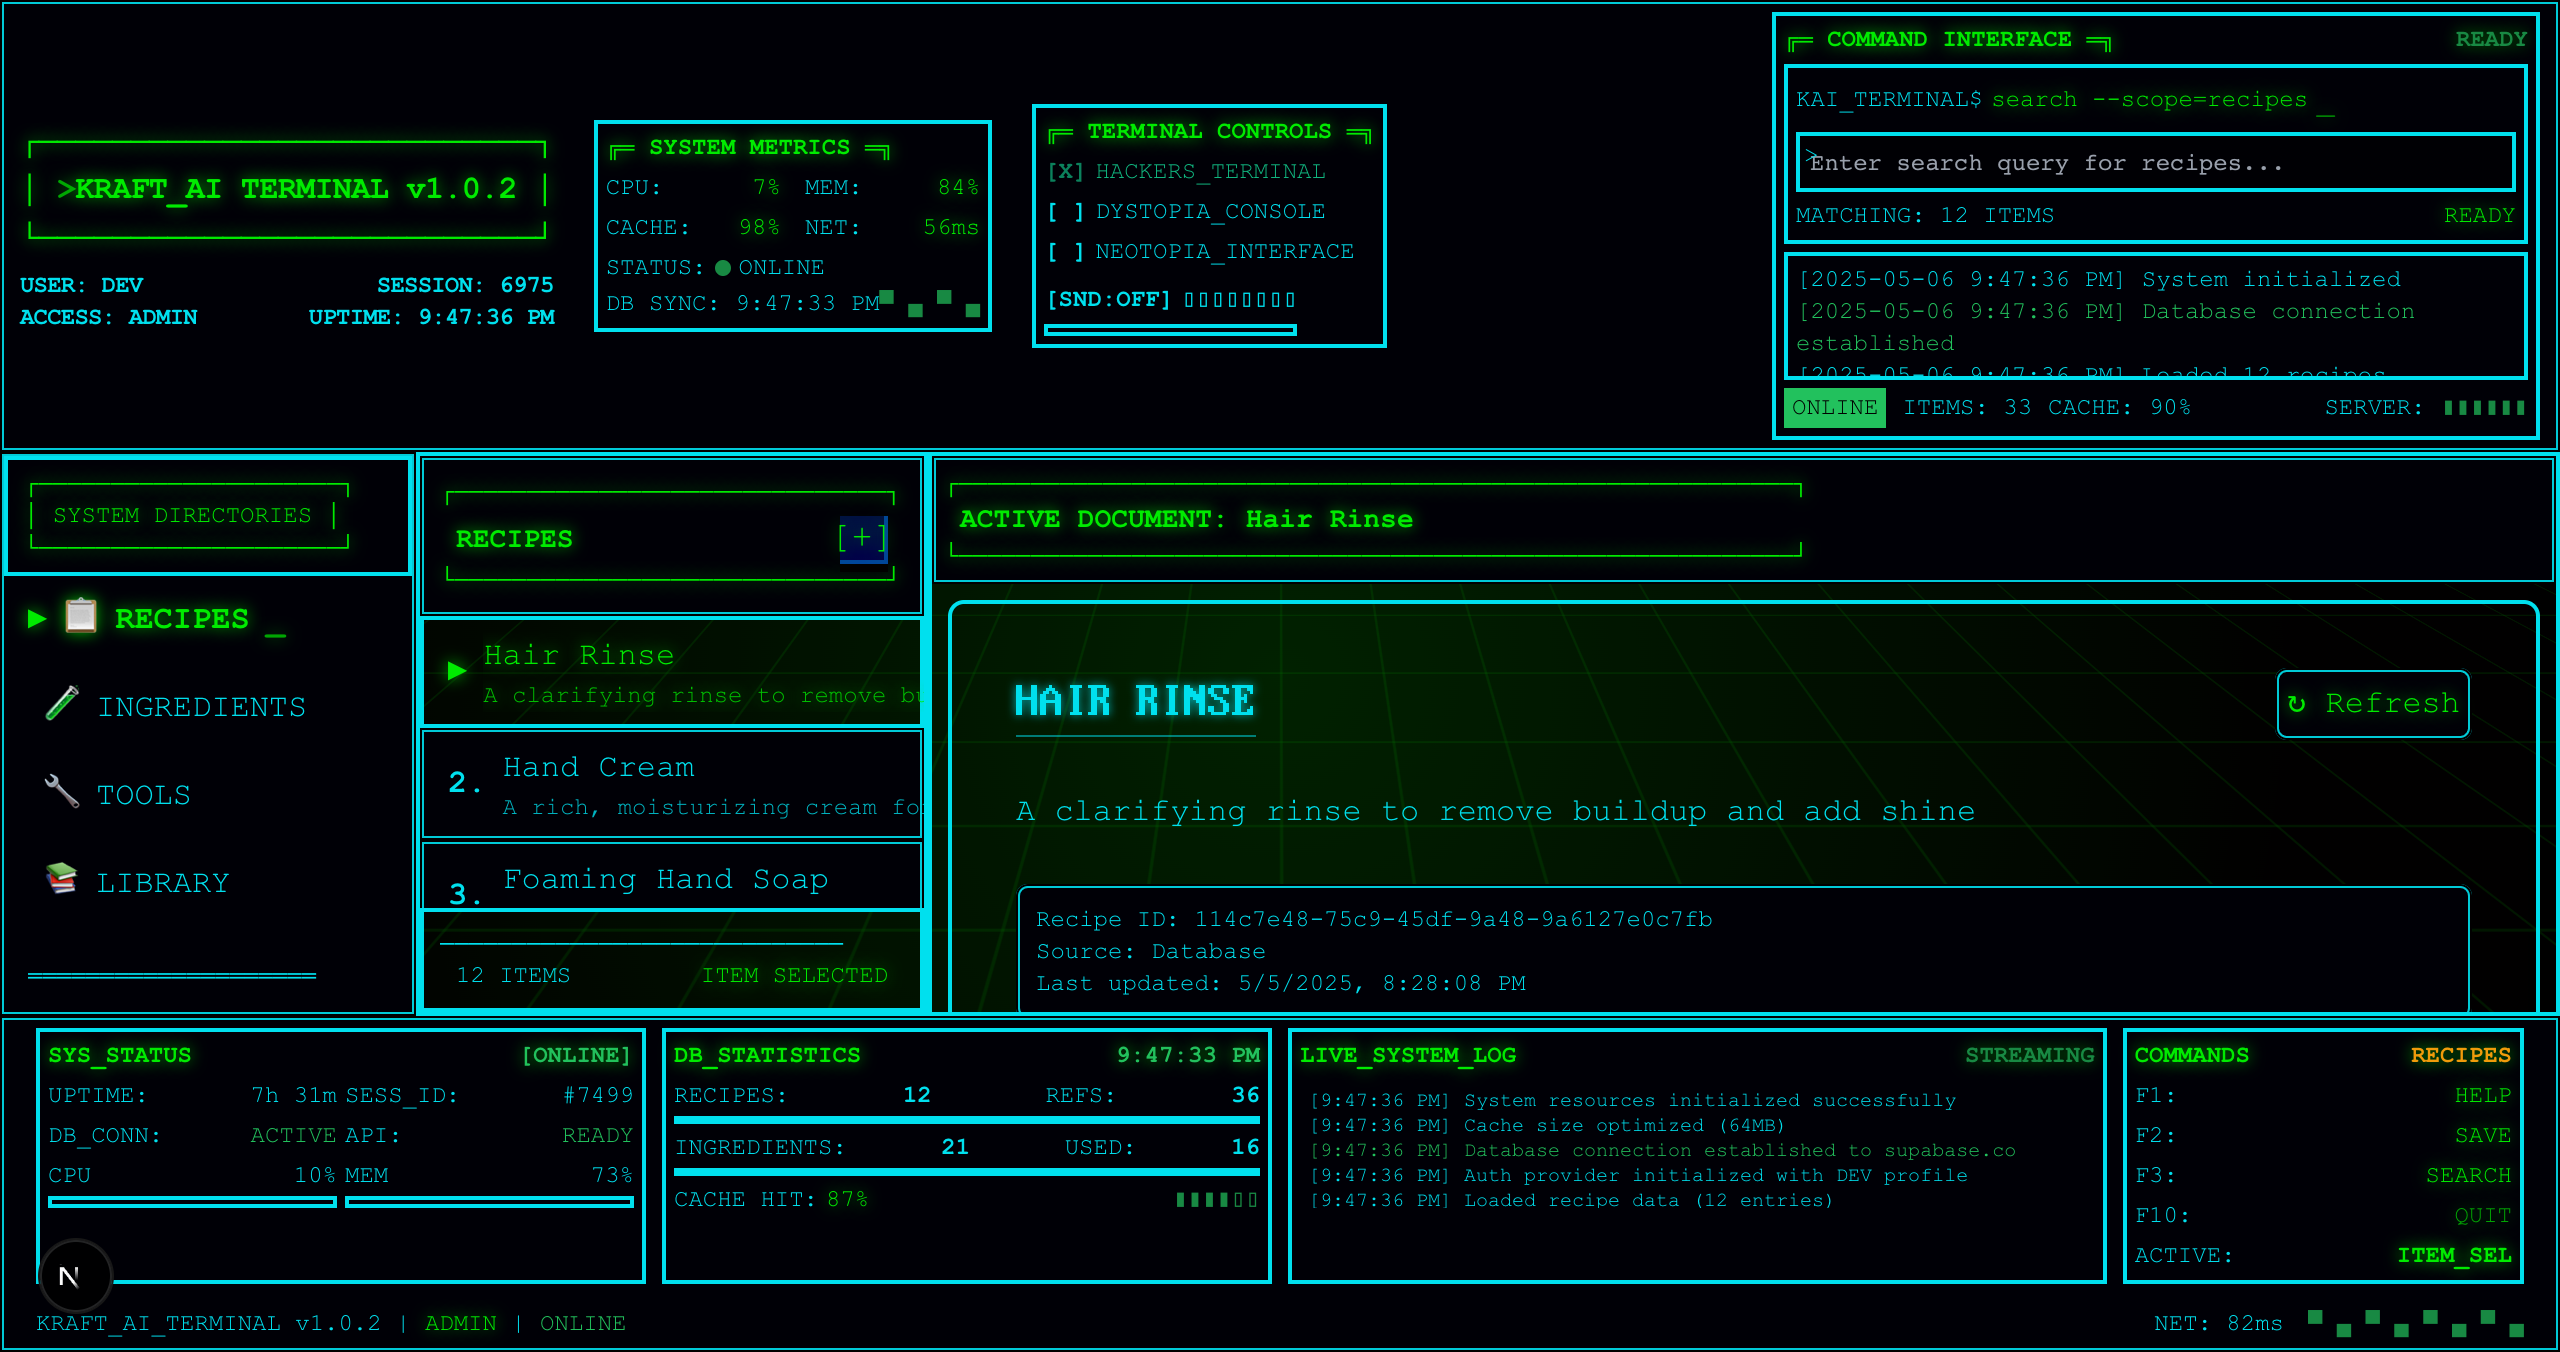 >KRAFT_AI TERMINAL v1.0.2
USER: DEV SESSION: 6975
ACCESS: ADMIN UPTIME: 9:47:36 PM
╔═ SYSTEM METRICS ═╗
CPU: 7% MEM: 84%
CACHE: 98% NET: 56ms
STATUS: ● ONLINE
DB SYNC: 9:47:33 PM
╔═ TERMINAL CONTROLS ═╗
[X] HACKERS_TERMINAL
[ ] DYSTOPIA_CONSOLE
[ ] NEOTOPIA_INTERFACE
[SND:OFF] ▯▯▯▯▯▯▯▯
╔═ COMMAND INTERFACE ═╗ READY
KAI_TERMINAL$ search --scope=recipes _
> Enter search query for recipes...
MATCHING: 12 ITEMS READY
[2025-05-06 9:47:36 PM] System initialized
[2025-05-06 9:47:36 PM] Database connection
established
[2025-05-06 9:47:36 PM] Loaded 12 recipes
ONLINE ITEMS: 33 CACHE: 90% SERVER: ▮▮▮▮▮▮
SYSTEM DIRECTORIES
▶ 📋 RECIPES _
🧪 INGREDIENTS
🔧 TOOLS
📚 LIBRARY
RECIPES [+]
▶ Hair Rinse
A clarifying rinse to remove bu
2. Hand Cream
A rich, moisturizing cream fo
3. Foaming Hand Soap
12 ITEMS ITEM SELECTED
ACTIVE DOCUMENT: Hair Rinse
HAIR RINSE
↻ Refresh
A clarifying rinse to remove buildup and add shine
Recipe ID: 114c7e48-75c9-45df-9a48-9a6127e0c7fb
Source: Database
Last updated: 5/5/2025, 8:28:08 PM
SYS_STATUS [ONLINE]
UPTIME: 7h 31m SESS_ID: #7499
DB_CONN: ACTIVE API: READY
CPU 10% MEM 73%
DB_STATISTICS 9:47:33 PM
RECIPES: 12 REFS: 36
INGREDIENTS: 21 USED: 16
CACHE HIT: 87% ▮▮▮▮▯▯
LIVE_SYSTEM_LOG STREAMING
[9:47:36 PM] System resources initialized successfully
[9:47:36 PM] Cache size optimized (64MB)
[9:47:36 PM] Database connection established to supabase.co
[9:47:36 PM] Auth provider initialized with DEV profile
[9:47:36 PM] Loaded recipe data (12 entries)
COMMANDS RECIPES
F1: HELP
F2: SAVE
F3: SEARCH
F10: QUIT
ACTIVE: ITEM_SEL
N
KRAFT_AI_TERMINAL v1.0.2 | ADMIN | ONLINE
NET: 82ms